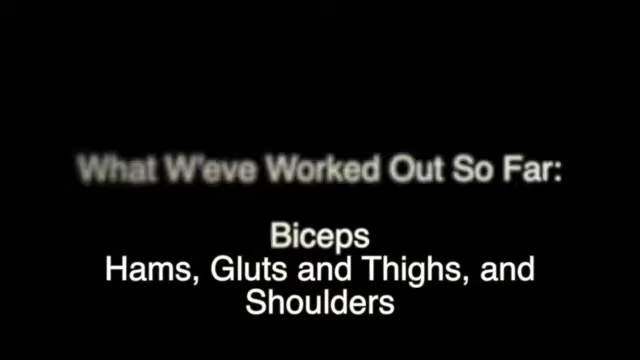 What W'eve Worked Out So Far:
Biceps
Hams, Gluts and Thighs, and
Shoulders